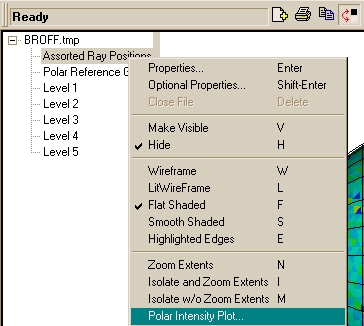 Ready
BROFF.tmp
Assorted Ray Positions
Polar Reference
Level 1
Level 2
Level 3
Level 4
Level 5
Properties... Enter
Optional Properties... Shift-Enter
Close File Delete
Make Visible V
Hide H
Wireframe W
LitWireFrame L
Flat Shaded F
Smooth Shaded S
Highlighted Edges E
Zoom Extents N
Isolate and Zoom Extents I
Isolate w/o Zoom Extents M
Polar Intensity Plot...